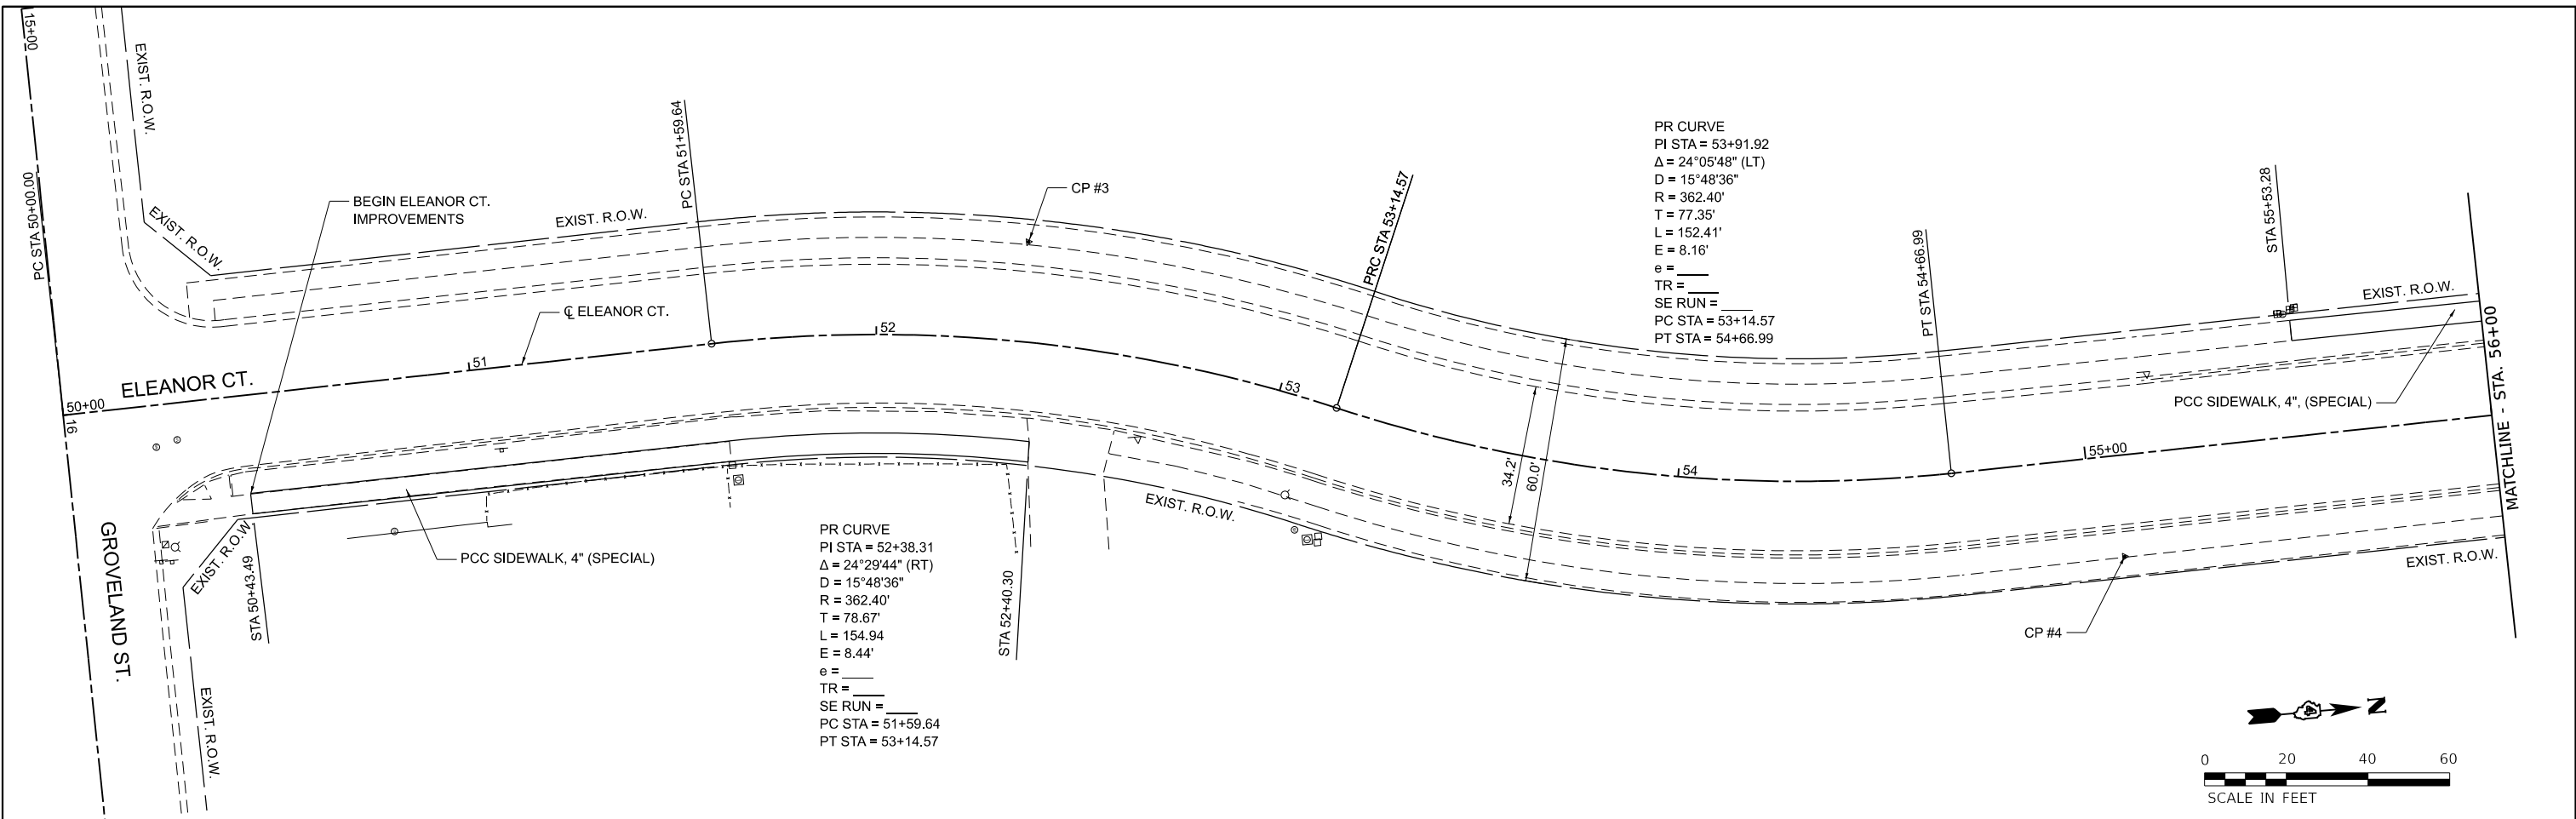 15+00
EXIST. R.O.W.
PC STA 50+00.00
EXIST. R.O.W.
BEGIN ELEANOR CT.
IMPROVEMENTS
EXIST. R.O.W.
PC STA 51+59.64
CP #3
PRC STA 53+14.57
PR CURVE
PI STA = 53+91.92
Δ = 24°05'48" (LT)
D = 15°48'36"
R = 362.40'
T = 77.35'
L = 152.41'
E = 8.16'
e = ____
TR = ____
SE RUN = ____
PC STA = 53+14.57
PT STA = 54+66.99
PT STA 54+66.99
STA 55+53.28
EXIST. R.O.W.
PCC SIDEWALK, 4", (SPECIAL)
MATCHLINE - STA. 56+00
℄ ELEANOR CT.
ELEANOR CT.
50+00
16
51
52
53
54
55+00
34.2'
60.0'
GROVELAND ST.
EXIST. R.O.W
EXIST. R.O.W.
STA 50+43.49
PCC SIDEWALK, 4" (SPECIAL)
PR CURVE
PI STA = 52+38.31
Δ = 24°29'44" (RT)
D = 15°48'36"
R = 362.40'
T = 78.67'
L = 154.94
E = 8.44'
e = ____
TR = ____
SE RUN = ____
PC STA = 51+59.64
PT STA = 53+14.57
STA 52+40.30
EXIST. R.O.W.
CP #4
EXIST. R.O.W.
N
0 20 40 60
SCALE IN FEET